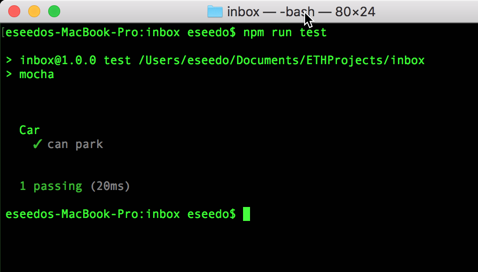 inbox — -bash — 80×24
[eseedos-MacBook-Pro:inbox eseedo$ npm run test
> inbox@1.0.0 test /Users/eseedo/Documents/ETHProjects/inbox
> mocha
Car
✓ can park
1 passing (20ms)
eseedos-MacBook-Pro:inbox eseedo$